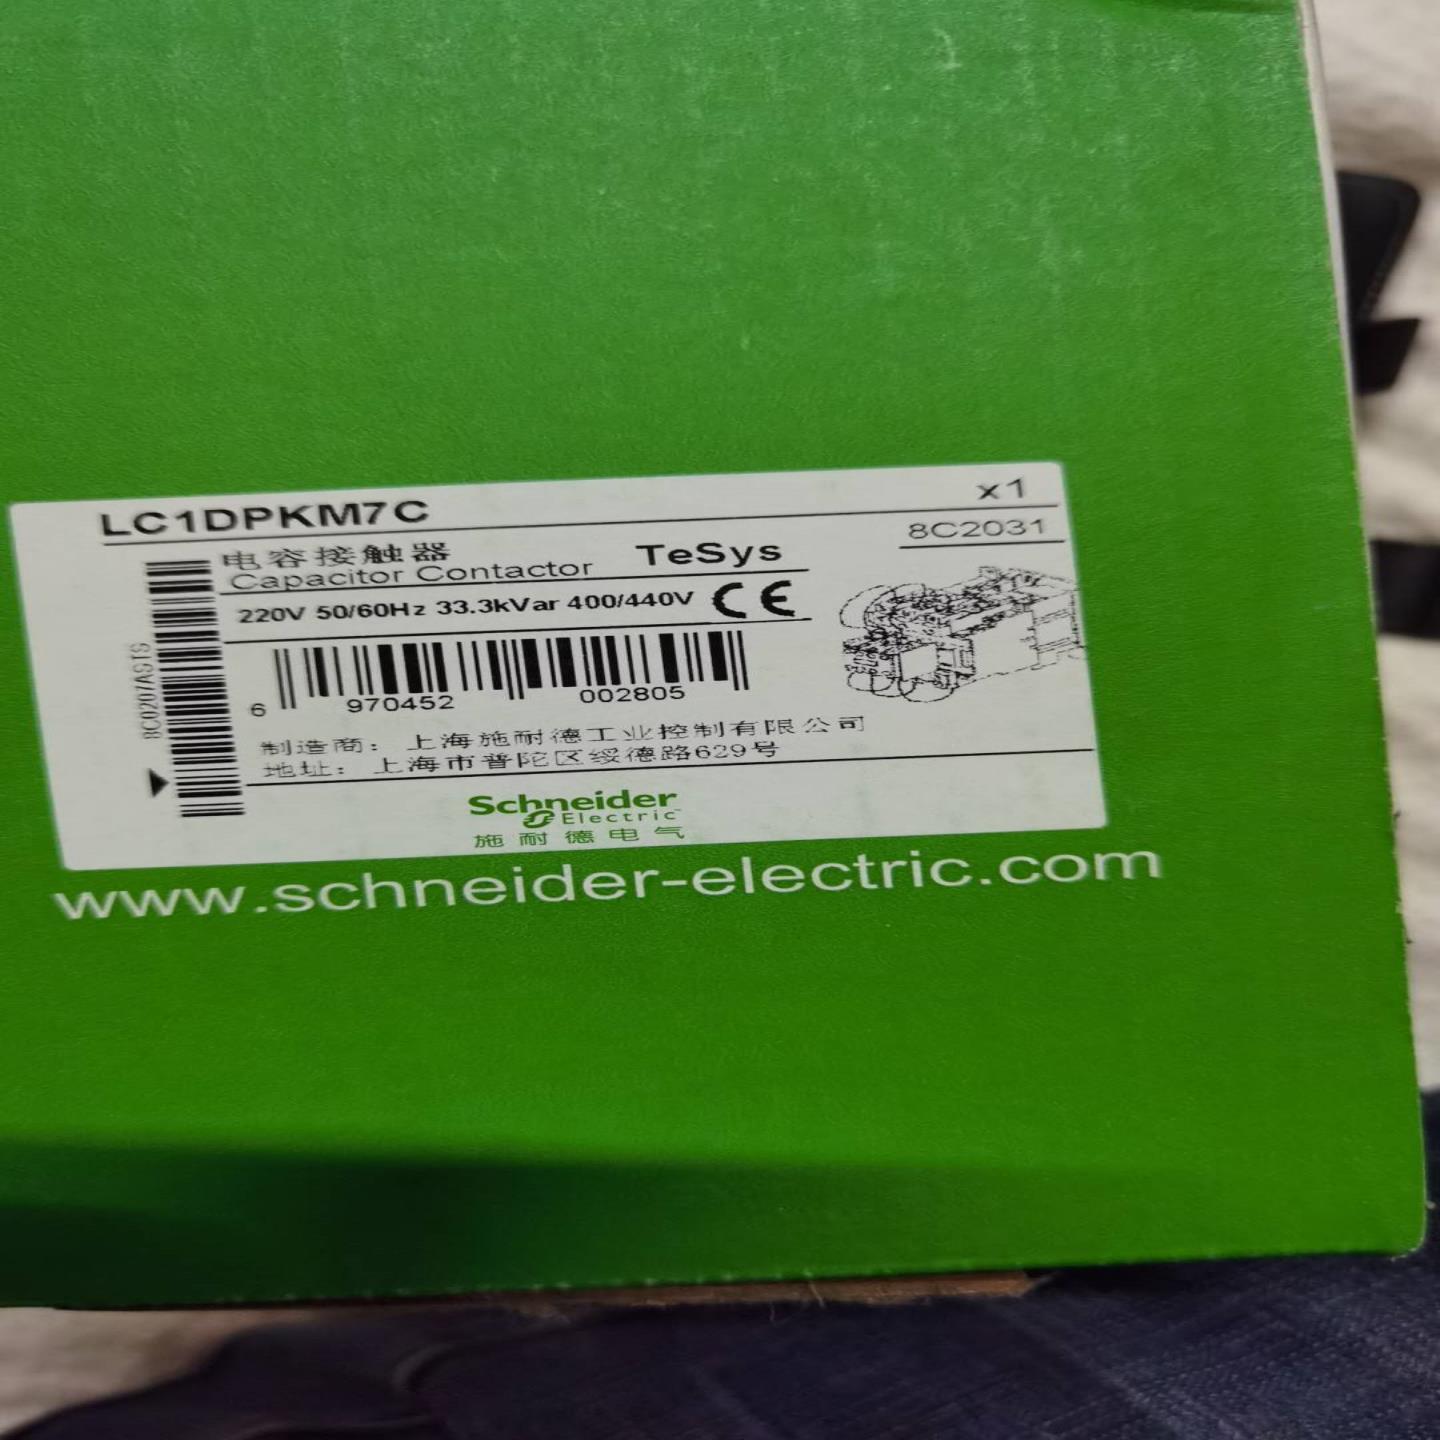 LC1DPKM7C
x1
电容接触器
Capacitor Contactor
TeSys
8C2031
220V 50/60Hz 33.3kVar 400/440V
CE
8C0207AGTS
6 970452 002805
制造商：上海施耐德工业控制有限公司
地址：上海市普陀区绥德路629号
Schneider
Electric
施耐德电气
www.schneider-electric.com